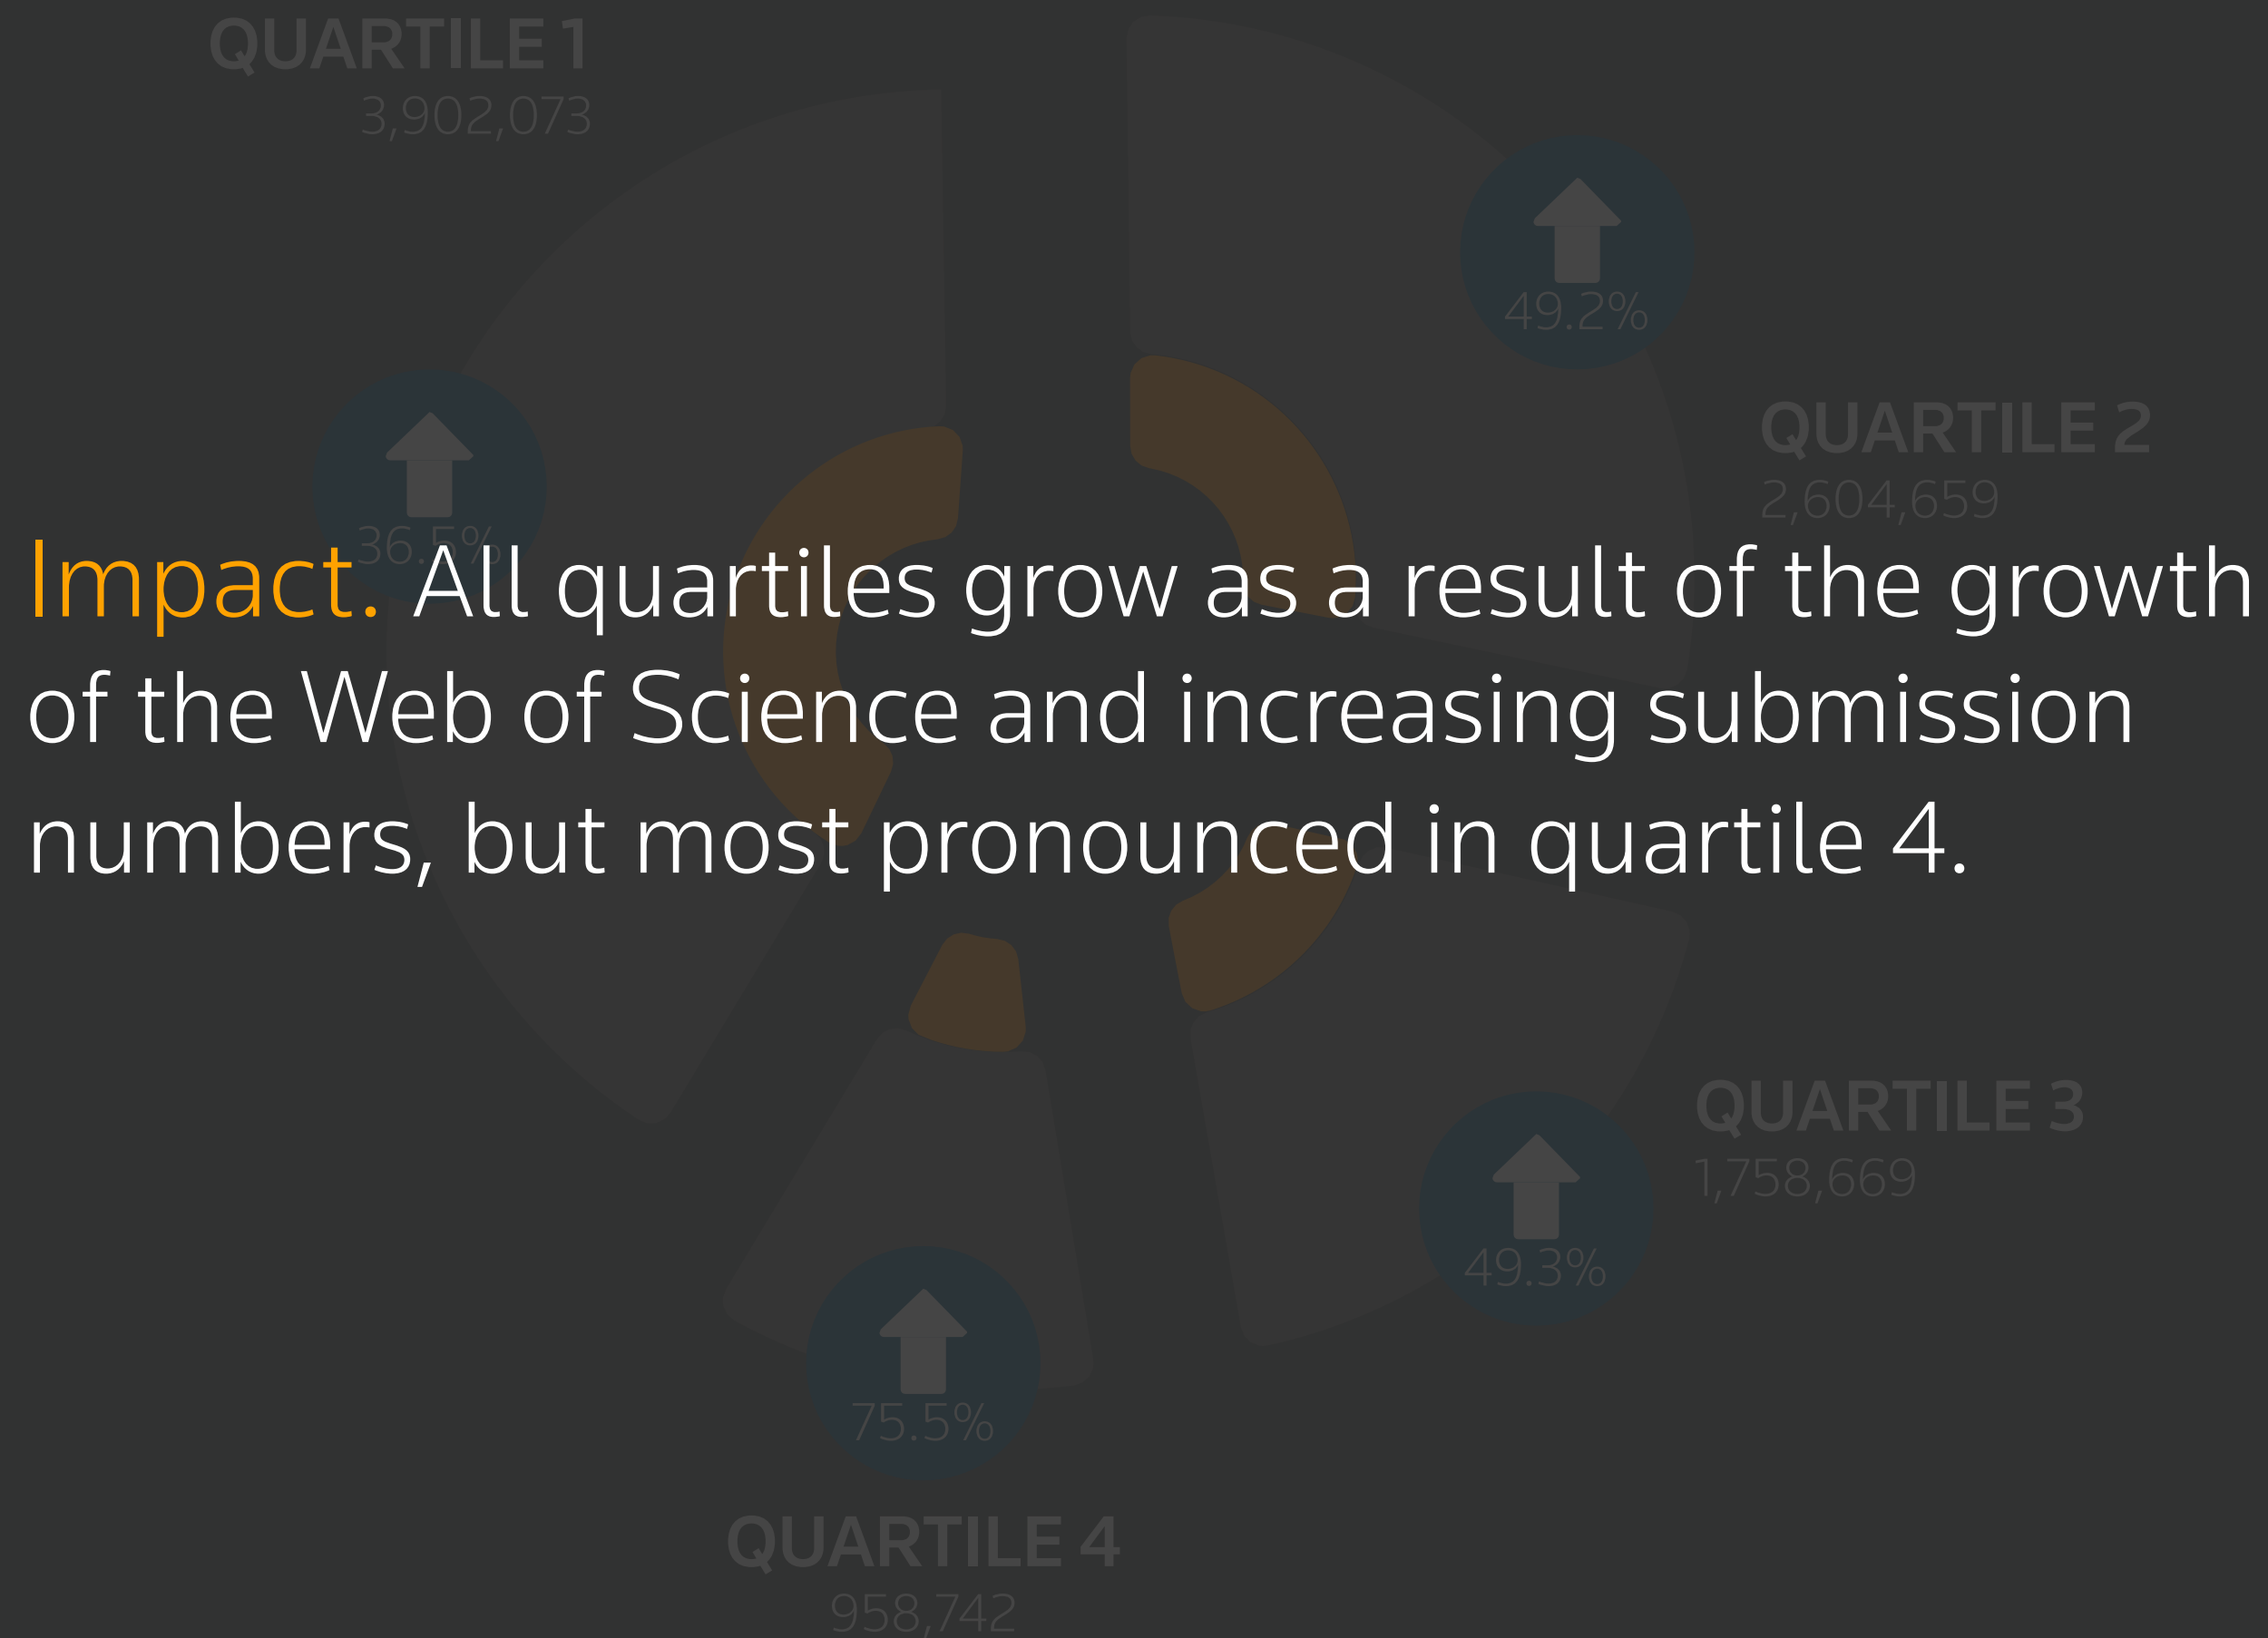 QUARTILE 1
3,902,073
49.2%
QUARTILE 2
2,604,659
36.5%
Impact. All quartiles grow as a result of the growth
of the Web of Science and increasing submission
numbers, but most pronounced in quartile 4.
QUARTILE 3
1,758,669
49.3%
75.5%
QUARTILE 4
958,742